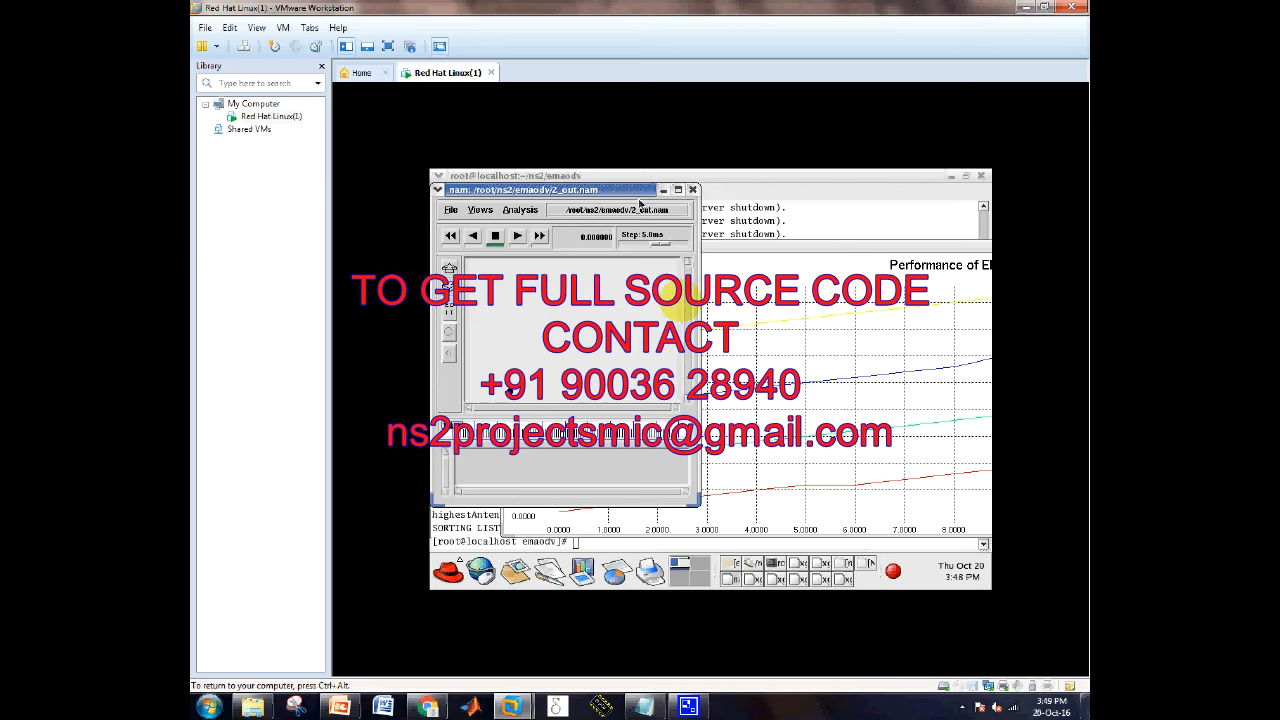 Red Hat Linux(1) - VMware Workstation
File Edit View VM Tabs Help
Library
Type here to search
My Computer
Red Hat Linux(1)
Shared VMs
Home
Red Hat Linux(1)
root@localhost:~/ns2/emaodv
nam: /root/ns2/emaodv/2_out.nam
File Views Analysis /root/ns2/emaodv/2_out.nam
0.000000 Step: 5.0ms
erver shutdown).
erver shutdown).
erver shutdown).
Performance of El
TO GET FULL SOURCE CODE
CONTACT
+91 90036 28940
ns2projectsmic@gmail.com
highestAnten
SORTING LIST
[root@localhost emaodv]#
0.0000
0.0000 1.0000 2.0000 3.0000 4.0000 5.0000 6.0000 7.0000 8.0000
Thu Oct 20
3:48 PM
To return to your computer, press Ctrl+Alt.
3:49 PM
20-Oct-16